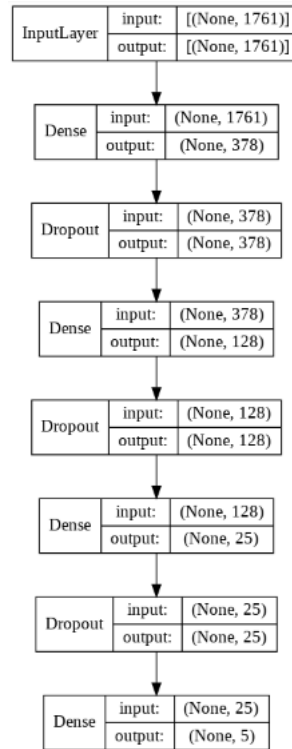 InputLayer
input: [(None, 1761)]
output: [(None, 1761)]
Dense
input: (None, 1761)
output: (None, 378)
Dropout
input: (None, 378)
output: (None, 378)
Dense
input: (None, 378)
output: (None, 128)
Dropout
input: (None, 128)
output: (None, 128)
Dense
input: (None, 128)
output: (None, 25)
Dropout
input: (None, 25)
output: (None, 25)
Dense
input: (None, 25)
output: (None, 5)